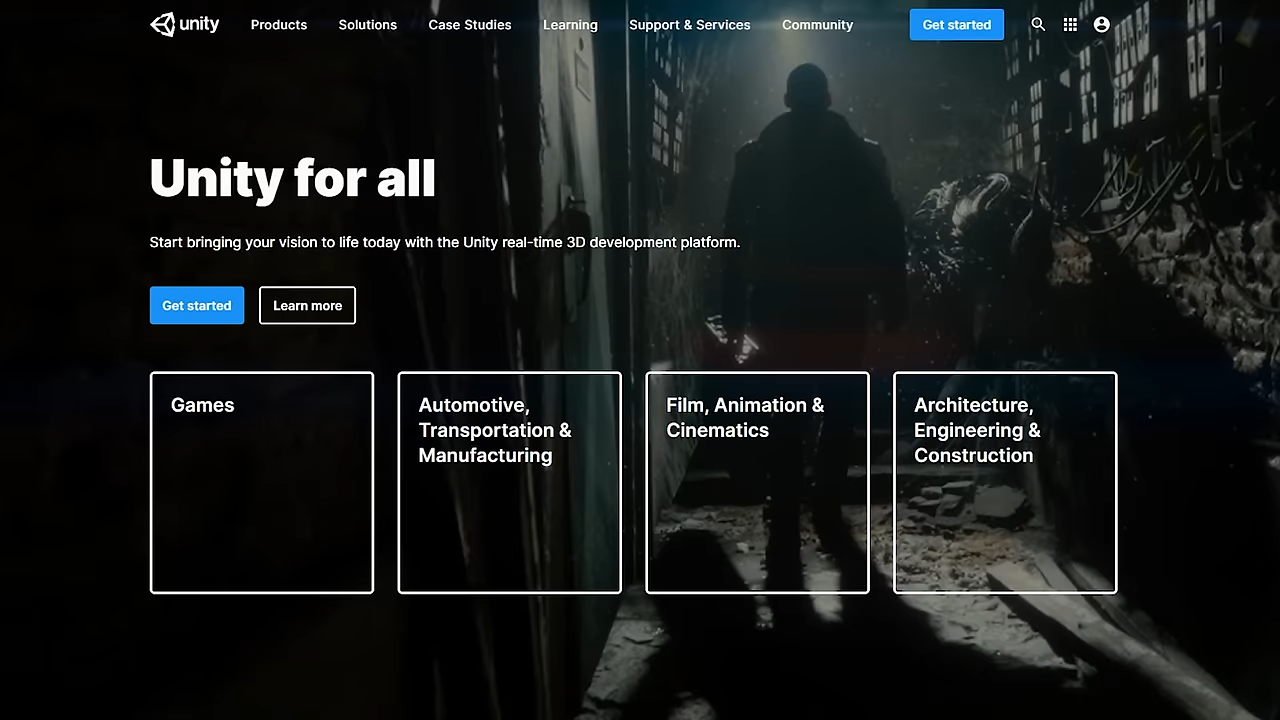 unity Products Solutions Case Studies Learning Support & Services Community Get started
Unity for all
Start bringing your vision to life today with the Unity real-time 3D development platform.
Get started Learn more
Games
Automotive,
Transportation &
Manufacturing
Film, Animation &
Cinematics
Architecture,
Engineering &
Construction